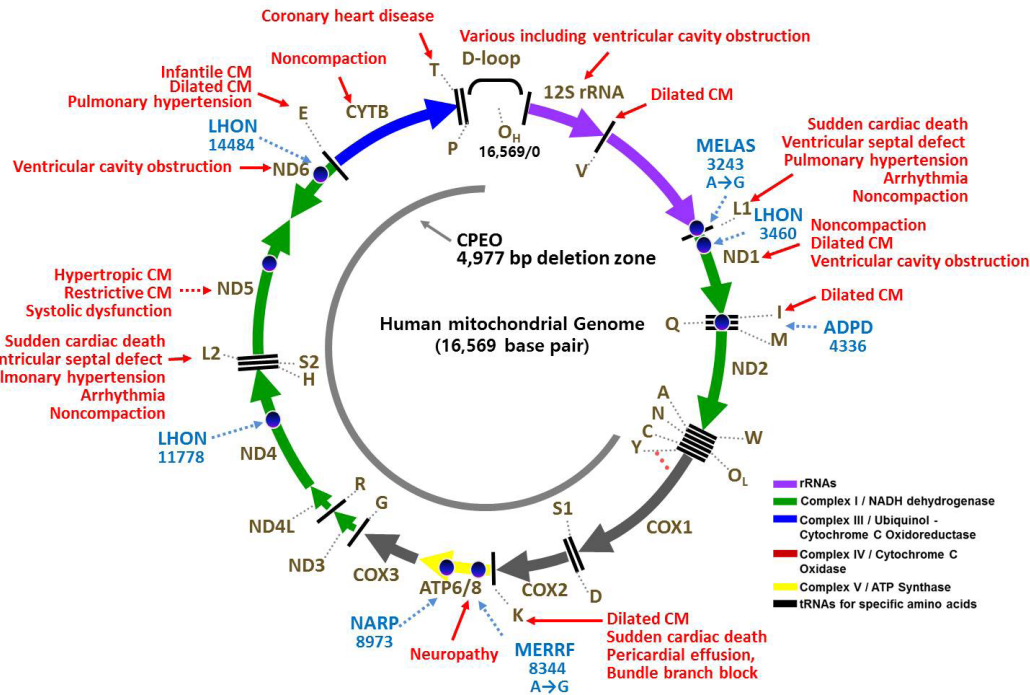 Coronary heart disease
Various including ventricular cavity obstruction
Noncompaction
T
D-loop
Infantile CM
Dilated CM
Pulmonary hypertension
E
CYTB
12S rRNA
Dilated CM
LHON
14484
P
O_H
16,569/0
V
MELAS
3243
A→G
Sudden cardiac death
Ventricular septal defect
Pulmonary hypertension
Arrhythmia
Noncompaction
Ventricular cavity obstruction
ND6
L1
LHON
3460
ND1
Noncompaction
Dilated CM
Ventricular cavity obstruction
CPEO
4,977 bp deletion zone
Hypertropic CM
Restrictive CM
Systolic dysfunction
ND5
Human mitochondrial Genome
(16,569 base pair)
Q
I
M
Dilated CM
ADPD
4336
ND2
Sudden cardiac death
ntricular septal defect
lmonary hypertension
Arrhythmia
Noncompaction
L2
S2
H
LHON
11778
ND4
A
N
C
Y
W
O_L
R
G
ND4L
ND3
COX3
ATP6/8
COX2
S1
D
COX1
K
NARP
8973
Neuropathy
MERRF
8344
A→G
Dilated CM
Sudden cardiac death
Pericardial effusion,
Bundle branch block
rRNAs
Complex I / NADH dehydrogenase
Complex III / Ubiquinol -
Cytochrome C Oxidoreductase
Complex IV / Cytochrome C
Oxidase
Complex V / ATP Synthase
tRNAs for specific amino acids